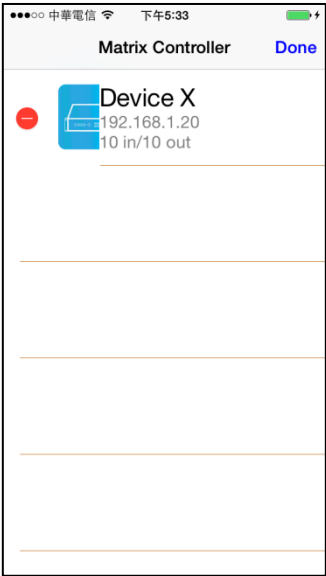 中華電信 下午5:33
Matrix Controller Done
Device X
192.168.1.20
10 in/10 out